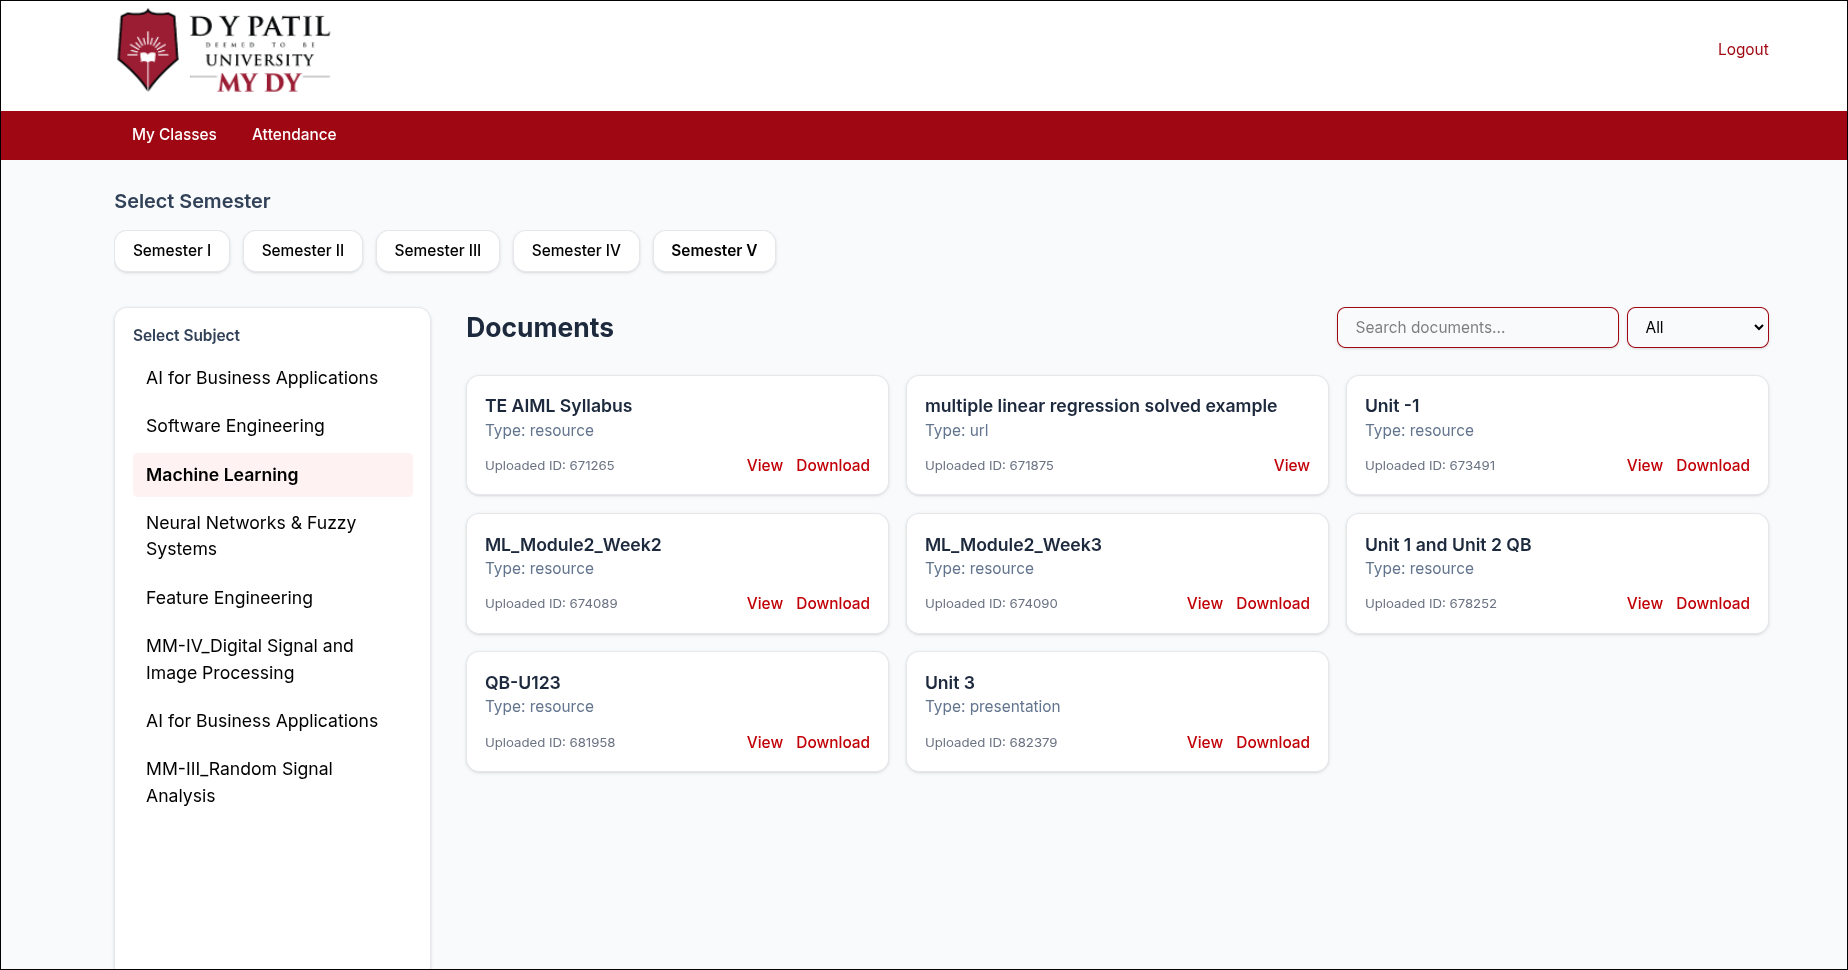 D Y PATIL
DEEMED TO BE
UNIVERSITY
MY DY
Logout
My Classes
Attendance
Select Semester
Semester I
Semester II
Semester III
Semester IV
Semester V
Select Subject
AI for Business Applications
Software Engineering
Machine Learning
Neural Networks & Fuzzy
Systems
Feature Engineering
MM-IV_Digital Signal and
Image Processing
AI for Business Applications
MM-III_Random Signal
Analysis
Documents
Search documents...
All
TE AIML Syllabus
Type: resource
Uploaded ID: 671265
View Download
multiple linear regression solved example
Type: url
Uploaded ID: 671875
View
Unit -1
Type: resource
Uploaded ID: 673491
View Download
ML_Module2_Week2
Type: resource
Uploaded ID: 674089
View Download
ML_Module2_Week3
Type: resource
Uploaded ID: 674090
View Download
Unit 1 and Unit 2 QB
Type: resource
Uploaded ID: 678252
View Download
QB-U123
Type: resource
Uploaded ID: 681958
View Download
Unit 3
Type: presentation
Uploaded ID: 682379
View Download